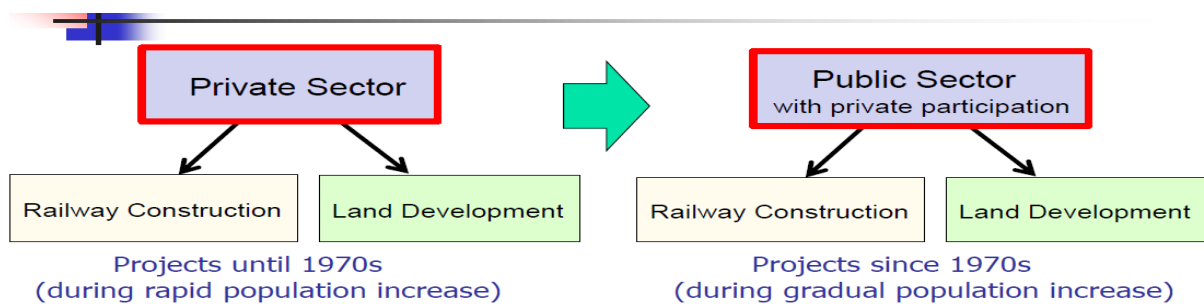 Private Sector
Public Sector
with private participation
Railway Construction
Land Development
Railway Construction
Land Development
Projects until 1970s
(during rapid population increase)
Projects since 1970s
(during gradual population increase)